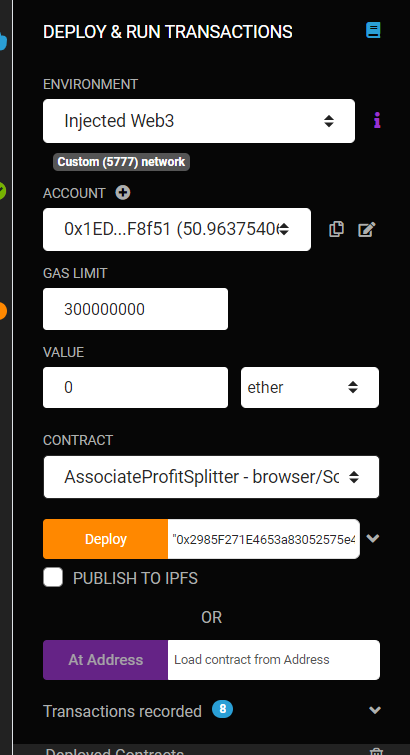 DEPLOY & RUN TRANSACTIONS
ENVIRONMENT
Injected Web3
Custom (5777) network
ACCOUNT
0x1ED...F8f51 (50.96375406
GAS LIMIT
300000000
VALUE
0 ether
CONTRACT
AssociateProfitSplitter - browser/So
Deploy "0x2985F271E4653a83052575e4
PUBLISH TO IPFS
OR
At Address Load contract from Address
Transactions recorded 8
Deployed Contracts